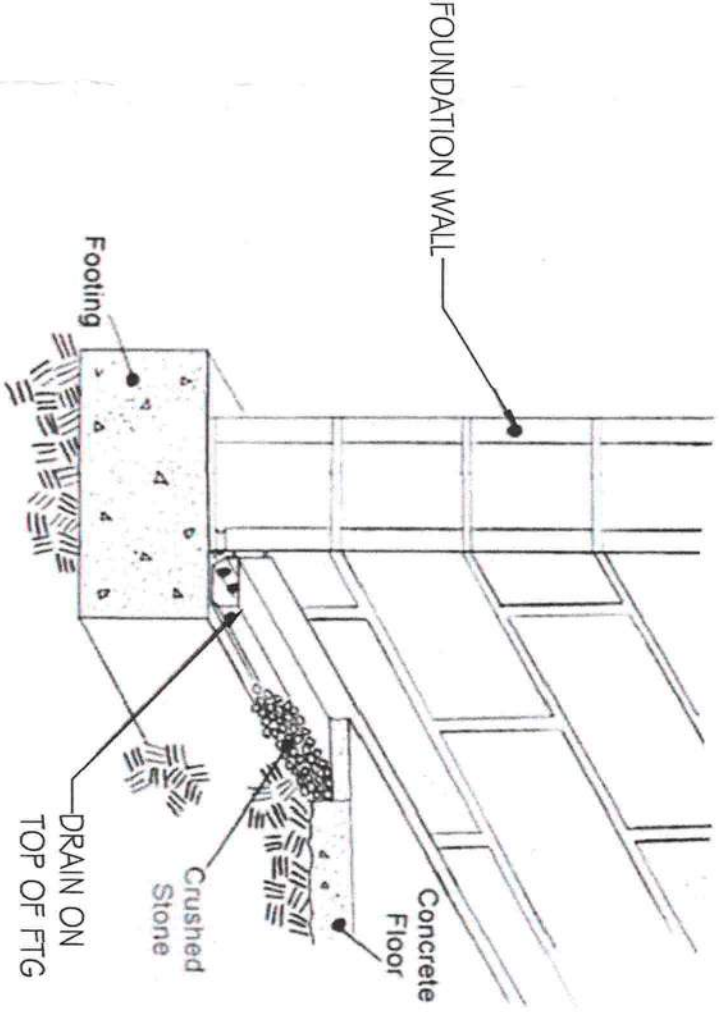 FOUNDATION WALL
Footing
Concrete
Floor
Crushed
Stone
DRAIN ON
TOP OF FTG